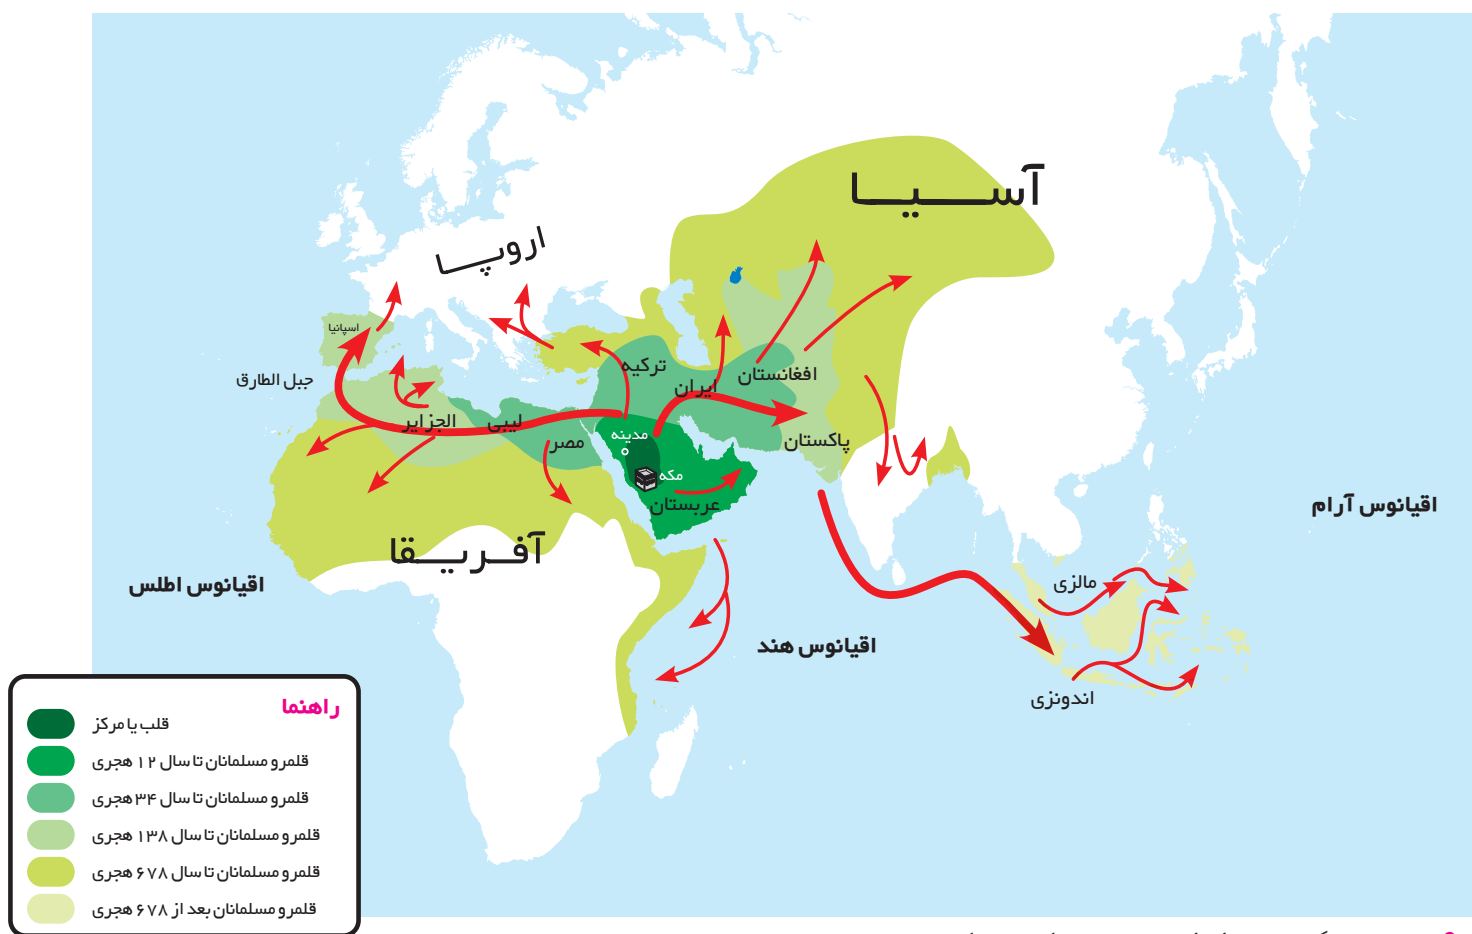 آسیا
اروپا
اسپانیا
جبل الطارق
ترکیه
ایران
افغانستان
الجزایر
لیبی
مصر
مدینه
مکه
عربستان
پاکستان
آفریقا
اقیانوس اطلس
اقیانوس آرام
اقیانوس هند
مالزی
اندونزی
راهنما
قلب یا مرکز
قلمرو مسلمانان تا سال ۱۲ هجری
قلمرو مسلمانان تا سال ۳۴ هجری
قلمرو مسلمانان تا سال ۱۳۸ هجری
قلمرو مسلمانان تا سال ۶۷۸ هجری
قلمرو مسلمانان بعد از ۶۷۸ هجری